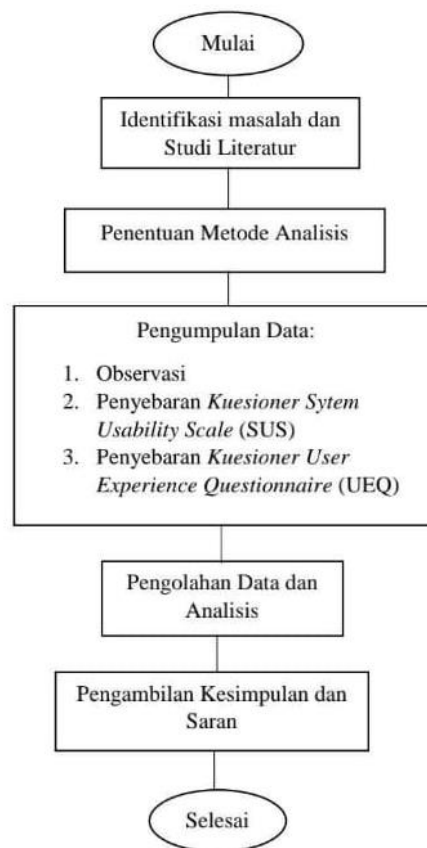 Mulai
Identifikasi masalah dan
Studi Literatur
Penentuan Metode Analisis
Pengumpulan Data:
1. Observasi
2. Penyebaran Kuesioner Sytem
Usability Scale (SUS)
3. Penyebaran Kuesioner User
Experience Questionnaire (UEQ)
Pengolahan Data dan
Analisis
Pengambilan Kesimpulan dan
Saran
Selesai